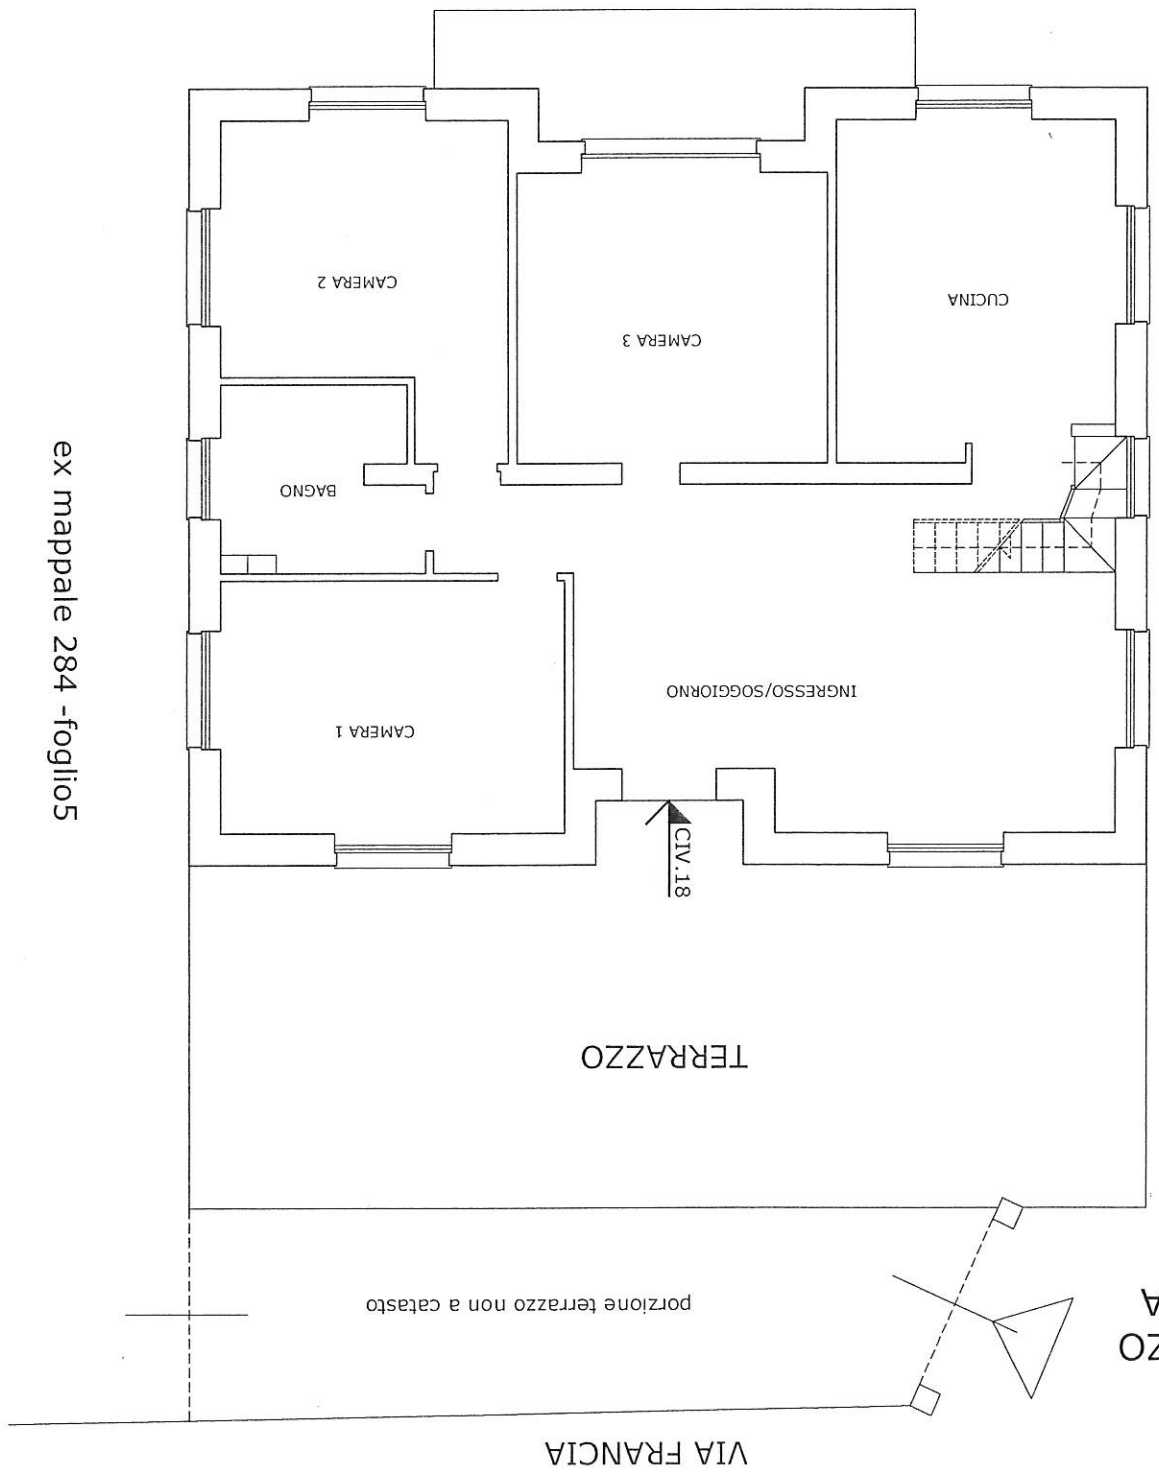 CAMERA 2
CAMERA 3
CUCINA
BAGNO
CAMERA 1
INGRESSO/SOGGIORNO
CIV.18
TERRAZZO
porzione terrazzo non a catasto
VIA FRANCIA
ex mappale 284 -foglio5
A
ZO